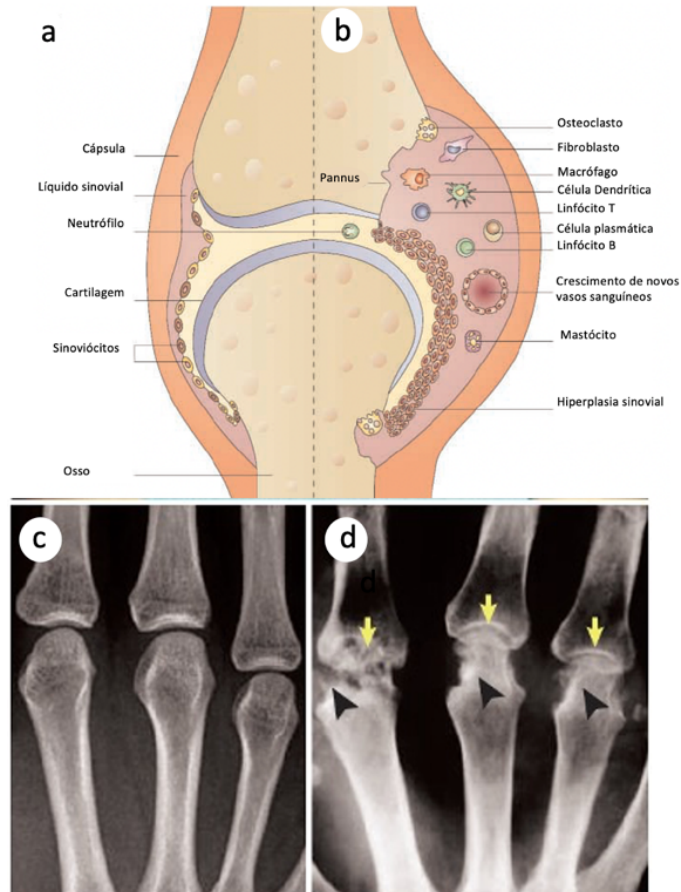 a
b
Cápsula
Líquido sinovial
Neutrófilo
Cartilagem
Sinoviócitos
Osso
Pannus
Osteoclasto
Fibroblasto
Macrófago
Célula Dendrítica
Linfócito T
Célula plasmática
Linfócito B
Crescimento de novos
vasos sanguíneos
Mastócito
Hiperplasia sinovial
c
d
d